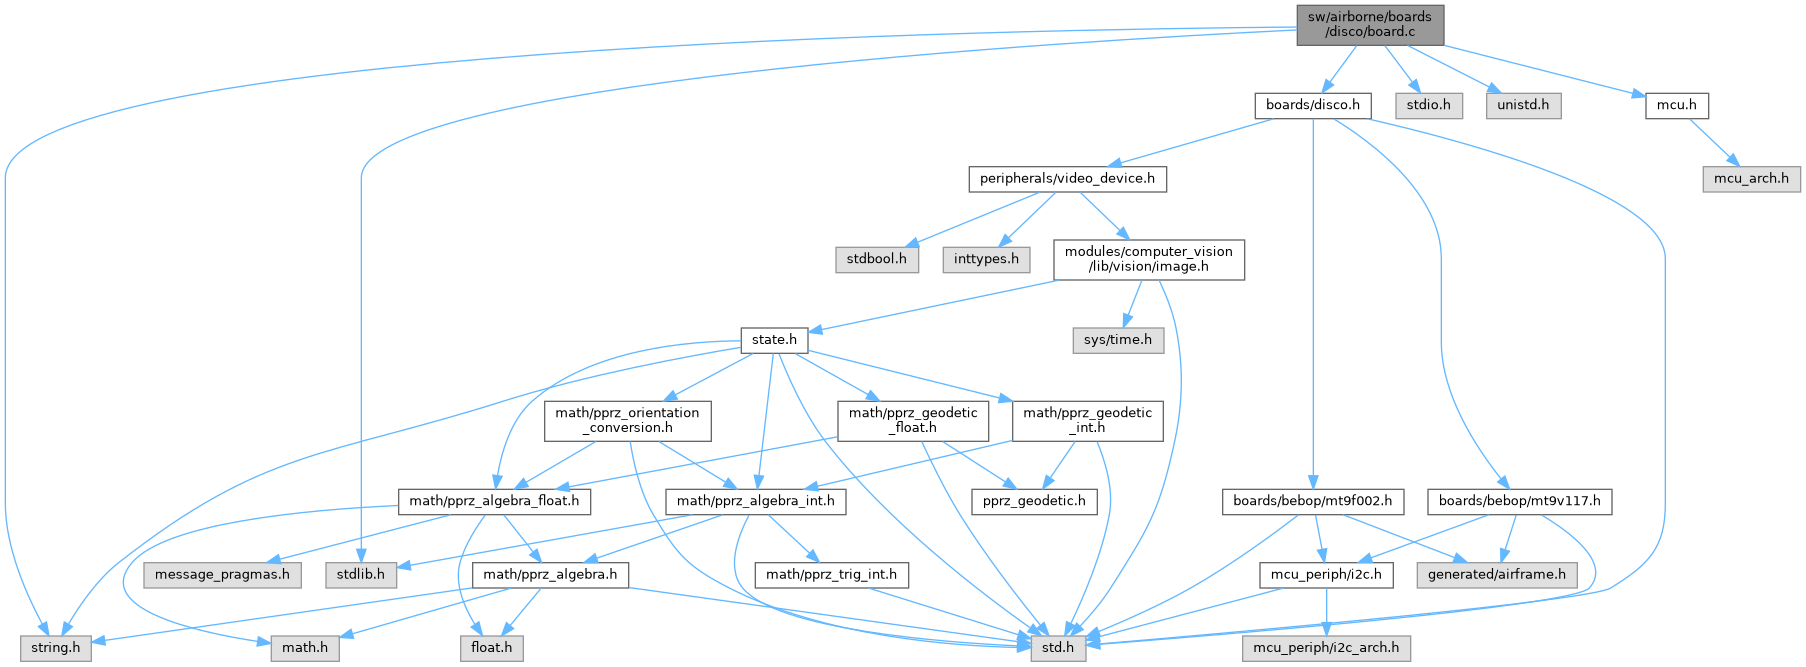 sw/airborne/boards
/disco/board.c
boards/disco.h
stdio.h
unistd.h
mcu.h
peripherals/video_device.h
mcu_arch.h
stdbool.h
inttypes.h
modules/computer_vision
/lib/vision/image.h
state.h
sys/time.h
math/pprz_orientation
_conversion.h
math/pprz_geodetic
_float.h
math/pprz_geodetic
_int.h
math/pprz_algebra_float.h
math/pprz_algebra_int.h
pprz_geodetic.h
boards/bebop/mt9f002.h
boards/bebop/mt9v117.h
message_pragmas.h
stdlib.h
math/pprz_algebra.h
math/pprz_trig_int.h
mcu_periph/i2c.h
generated/airframe.h
string.h
math.h
float.h
std.h
mcu_periph/i2c_arch.h